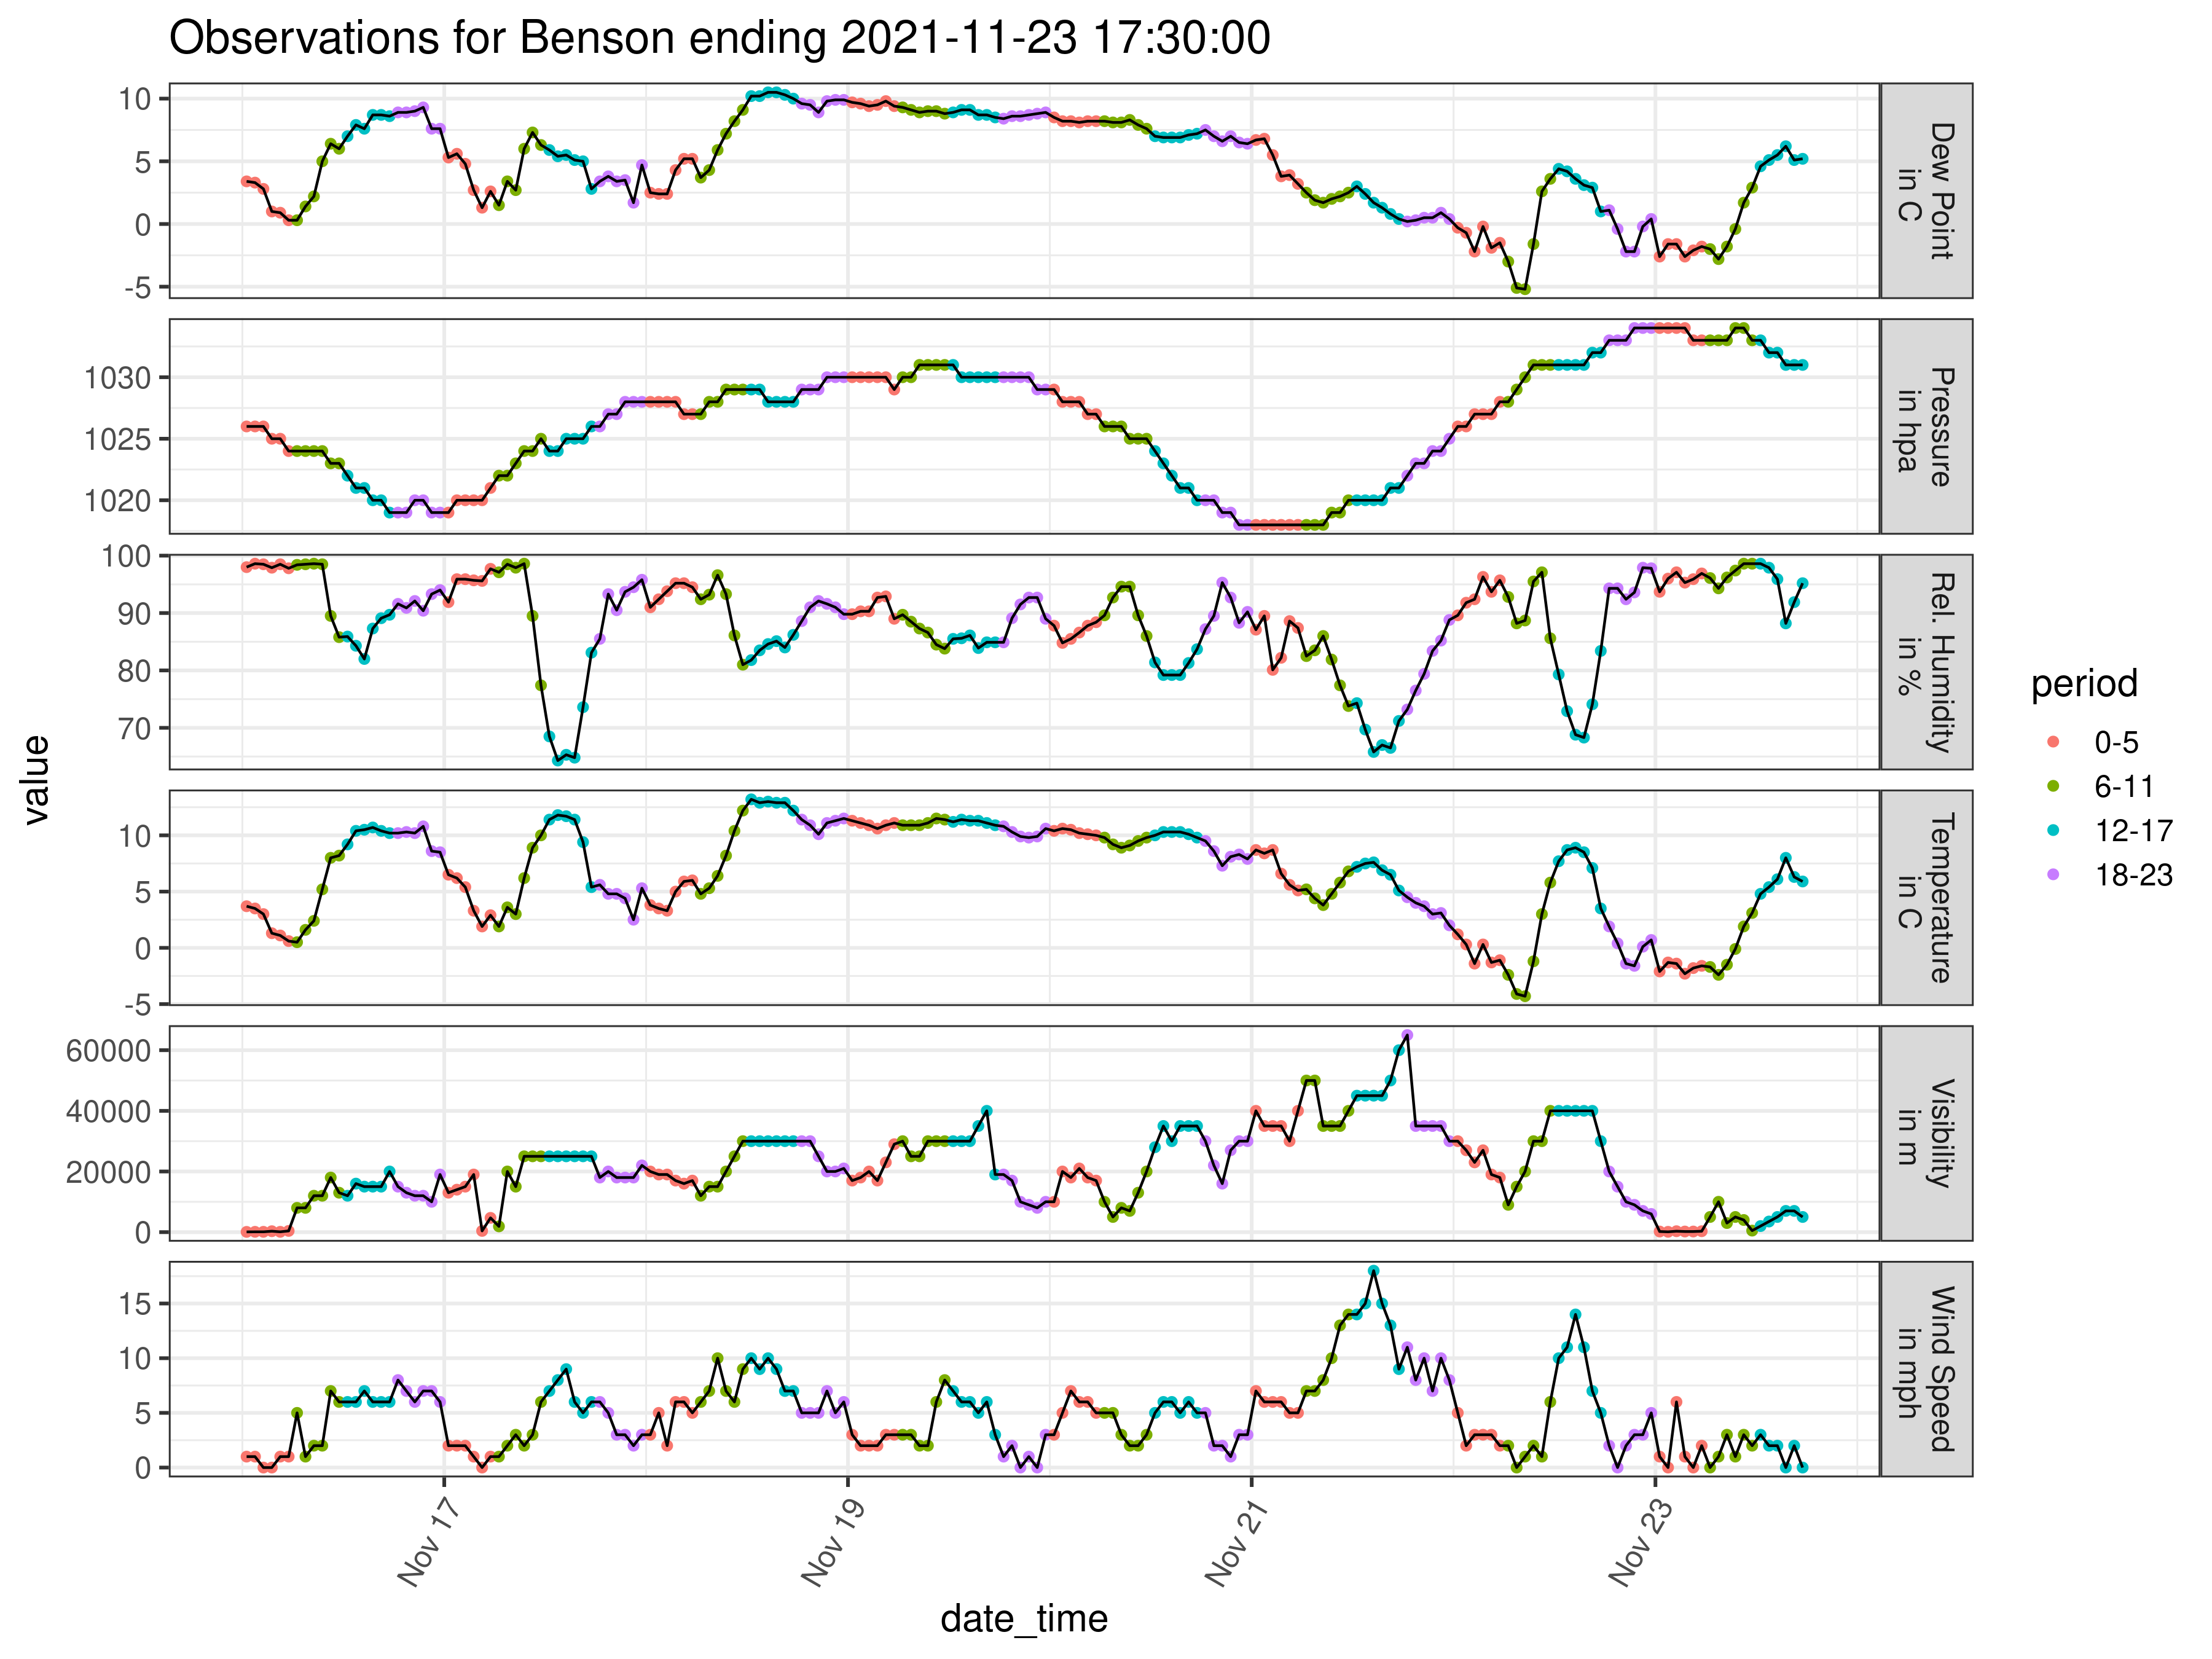 Observations for Benson ending 2021-11-23 17:30:00
value
10
5
0
-5
Dew Point
in C
1030
1025
1020
Pressure
in hpa
100
90
80
70
Rel. Humidity
in %
10
5
0
-5
Temperature
in C
60000
40000
20000
0
Visibility
in m
15
10
5
0
Wind Speed
in mph
Nov 17
Nov 19
Nov 21
Nov 23
date_time
period
0-5
6-11
12-17
18-23